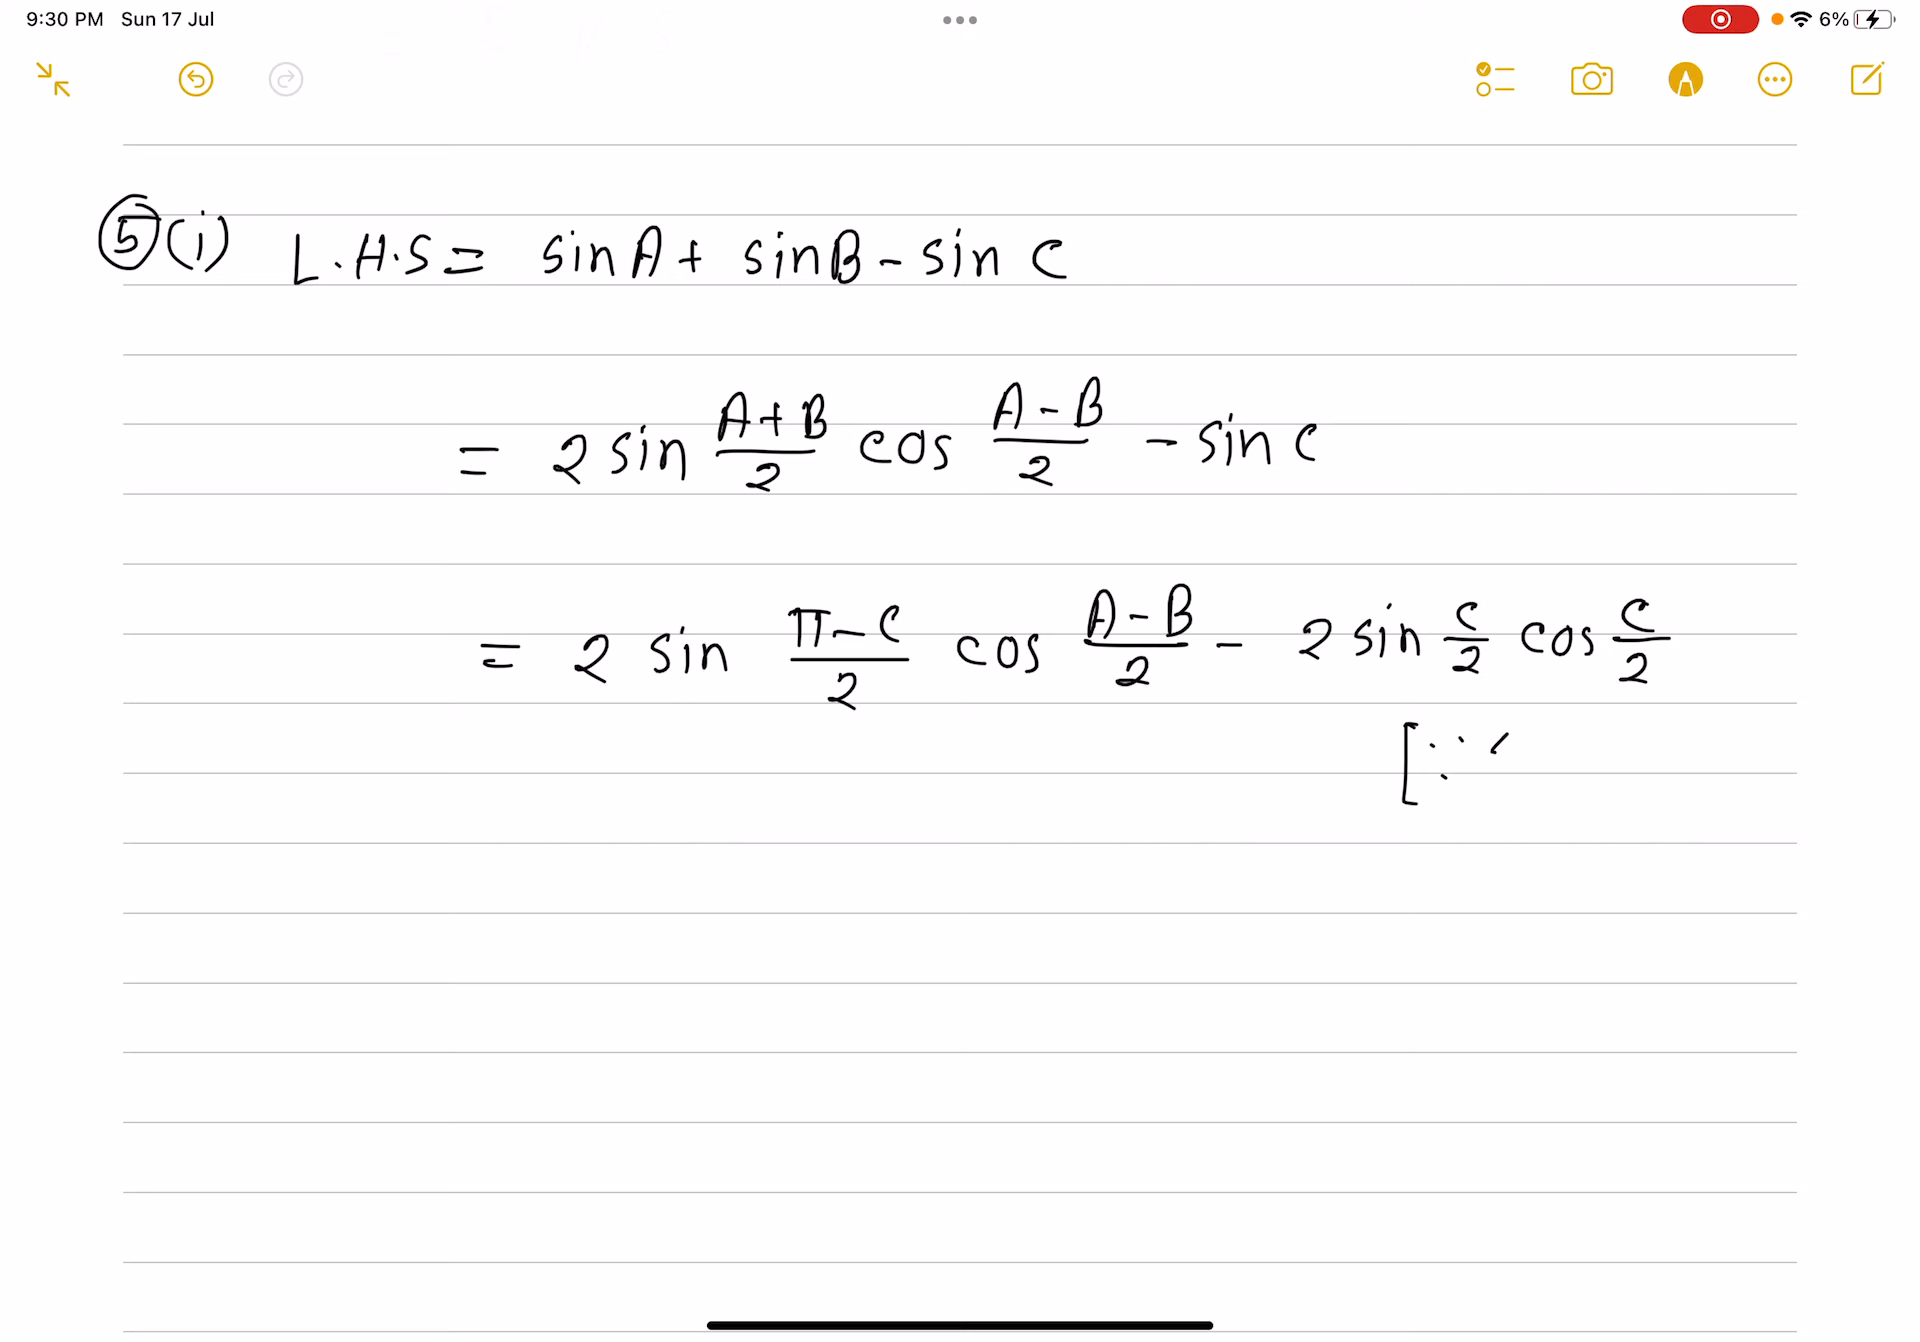 9:30 PM Sun 17 Jul 6%
5 (i) L.H.S = sin A + sin B - sin C
= 2 sin A+B/2 cos A-B/2 - sin C
= 2 sin π-C/2 cos A-B/2 - 2 sin C/2 cos C/2
[∵